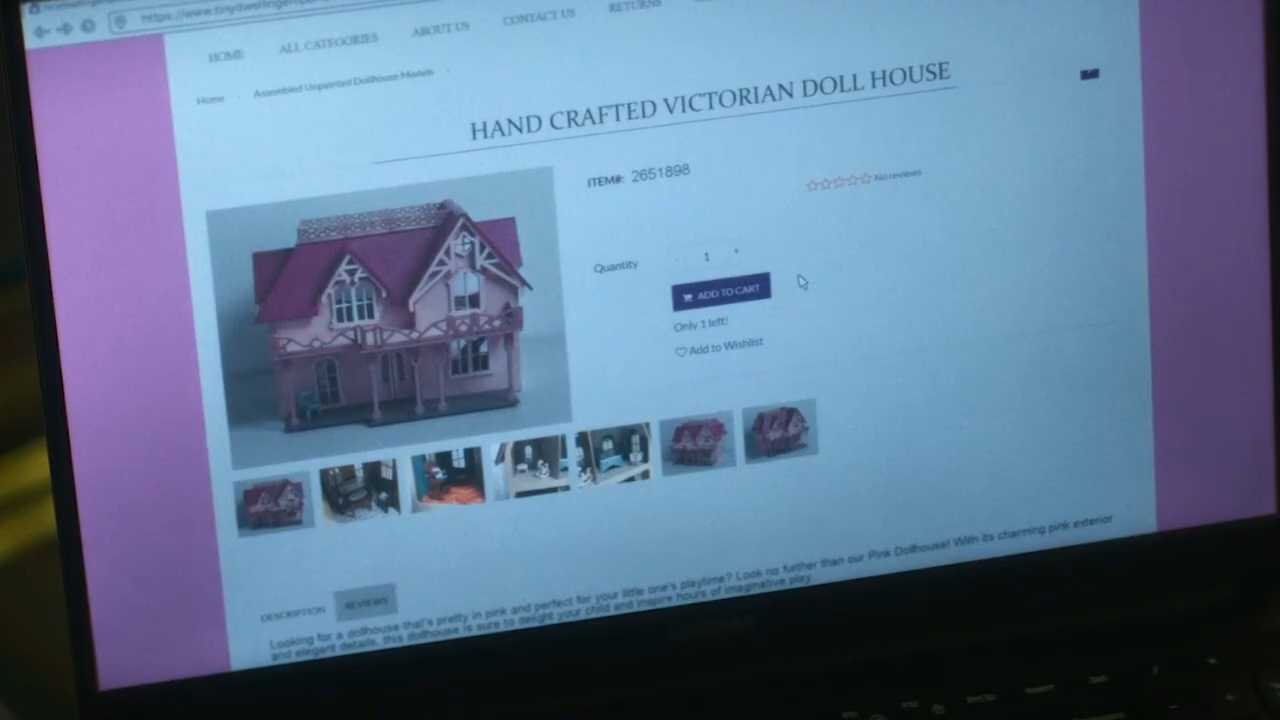 HOME ALL CATEGORIES ABOUT US CONTACT US RETURNS
Home Assembled Unpainted Dollhouse Models
HAND CRAFTED VICTORIAN DOLL HOUSE
ITEM#: 2651898
No reviews
Quantity 1 +
ADD TO CART
Only 1 left!
Add to Wishlist
DESCRIPTION REVIEWS
Looking for a dollhouse that's pretty in pink and perfect for your little one's playtime? Look no further than our Pink Dollhouse! With its charming pink exterior
and elegant details, this dollhouse is sure to delight your child and inspire hours of imaginative play.